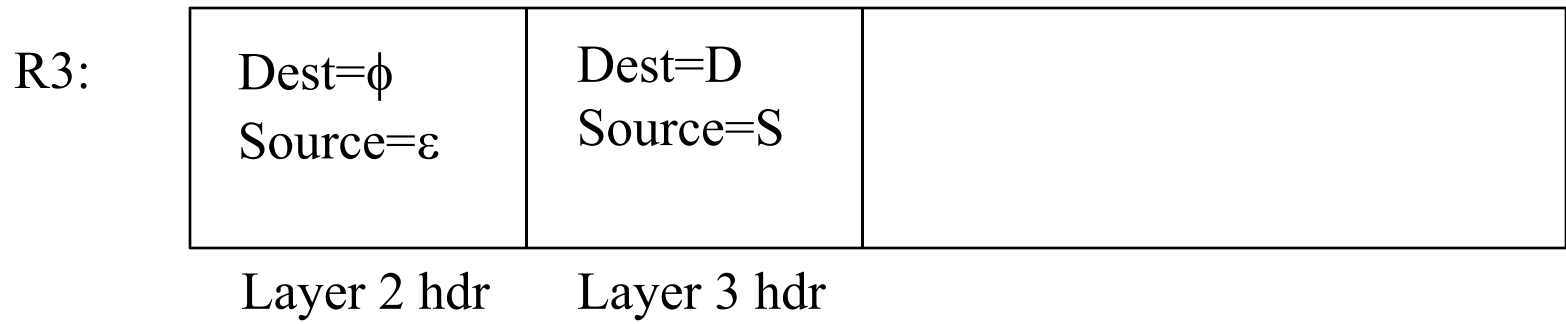 R3:
Dest=ϕ
Source=ε
Dest=D
Source=S
Layer 2 hdr
Layer 3 hdr